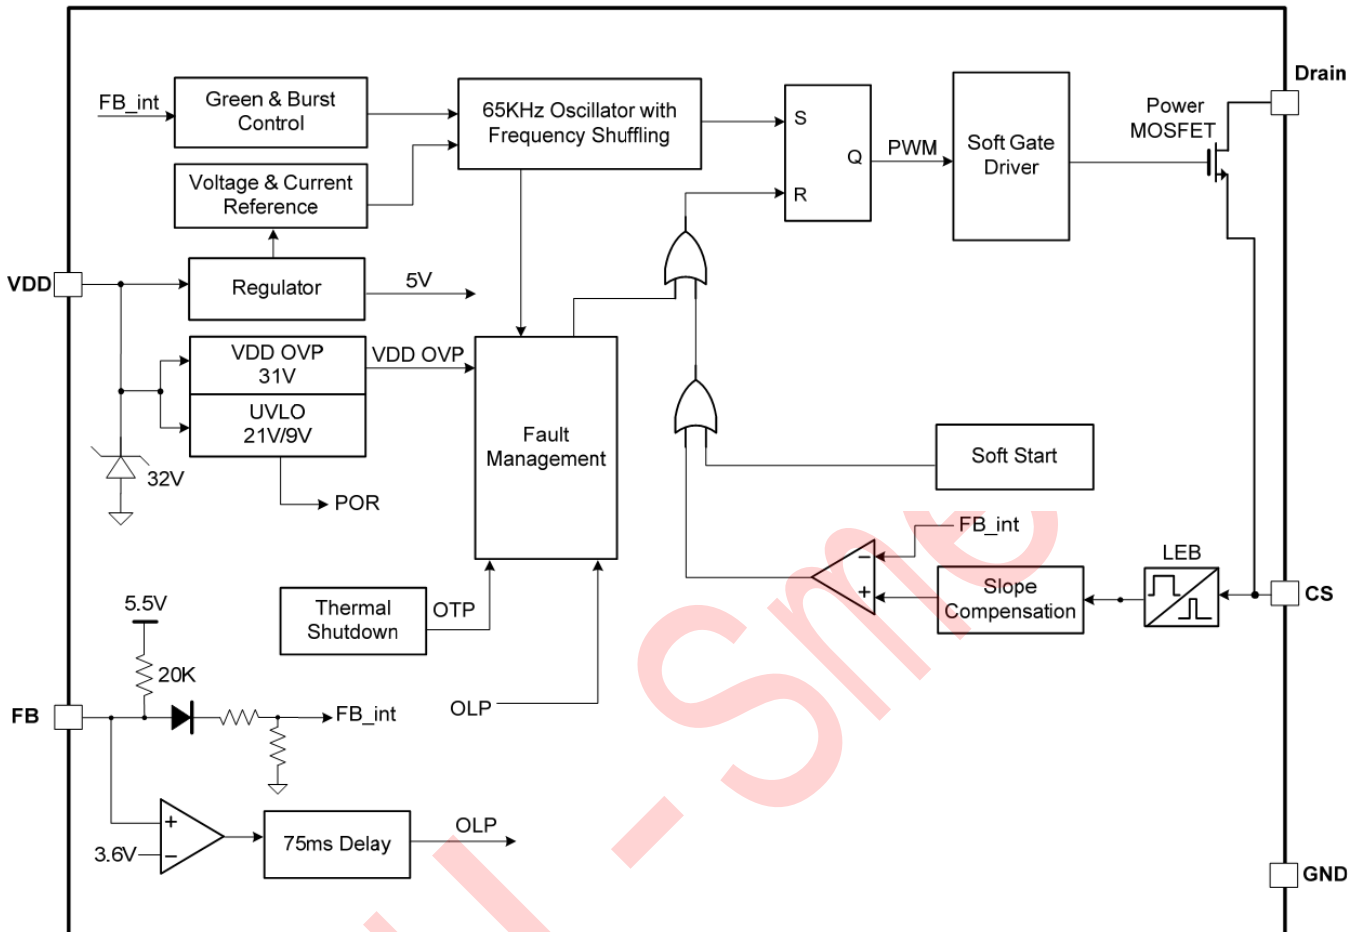 Drain
FB_int
Green & Burst
Control
65KHz Oscillator with
Frequency Shuffling
S
Q
R
PWM
Soft Gate
Driver
Power
MOSFET
Voltage & Current
Reference
VDD
Regulator
5V
VDD OVP
31V
VDD OVP
UVLO
21V/9V
32V
POR
Fault
Management
Soft Start
FB_int
LEB
Slope
Compensation
CS
−
+
Thermal
Shutdown
OTP
5.5V
20K
FB
FB_int
OLP
+
3.6V
−
75ms Delay
OLP
GND
- Sme